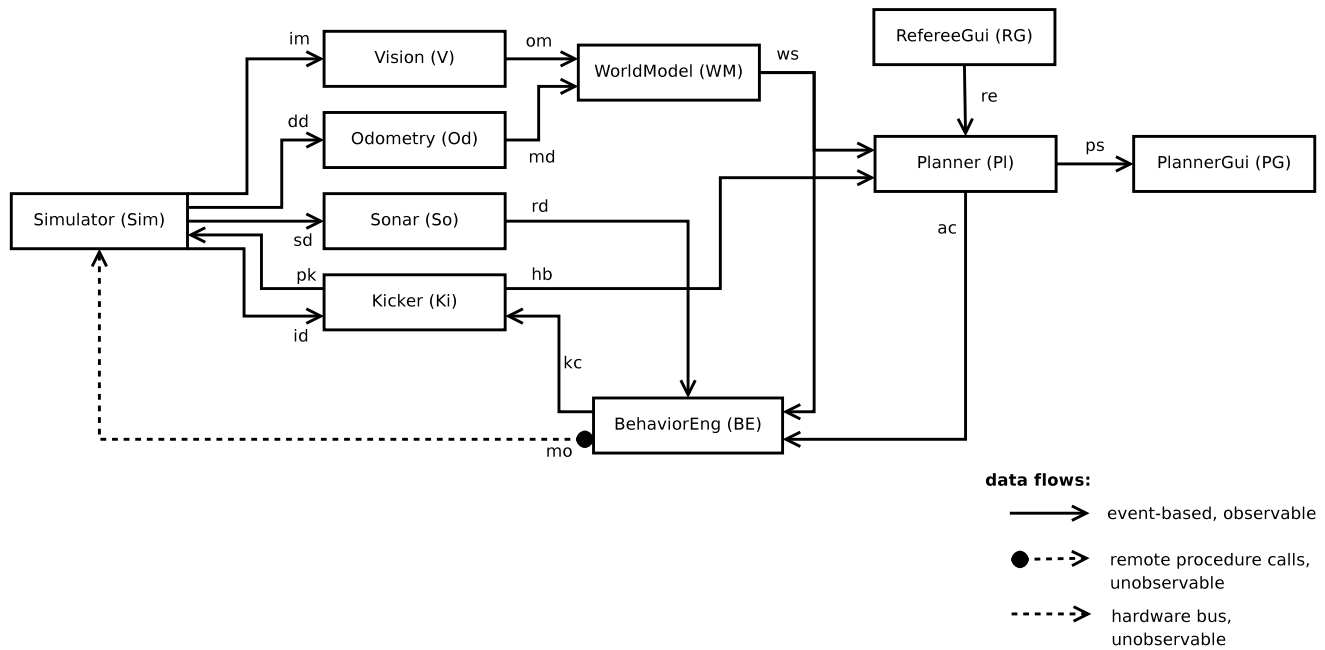 RefereeGui (RG)
im
Vision (V)
om
WorldModel (WM)
ws
re
dd
Odometry (Od)
md
Planner (Pl)
ps
PlannerGui (PG)
Simulator (Sim)
sd
Sonar (So)
rd
ac
pk
Kicker (Ki)
hb
id
kc
BehaviorEng (BE)
mo
data flows:
event-based, observable
remote procedure calls,
unobservable
hardware bus,
unobservable